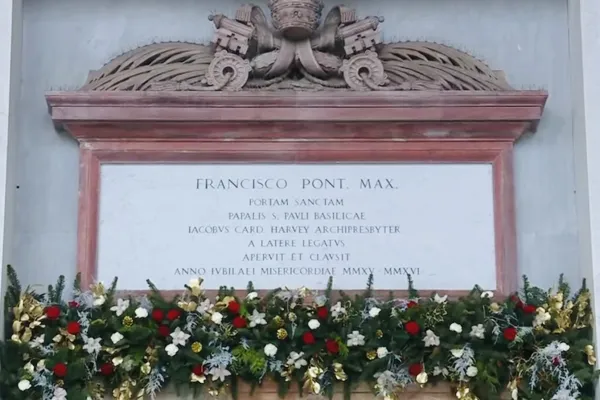 FRANCISCO PONT. MAX.
PORTAM SANCTAM
PAPALIS S. PAVLI BASILICAE
IACOBVS CARD HARVEY ARCHIPRESBYTER
A LATERE LEGATVS
APERVIT ET CLAVSIT
ANNO IVBILAEI MISERICORDIAE MMXV - MMXVI